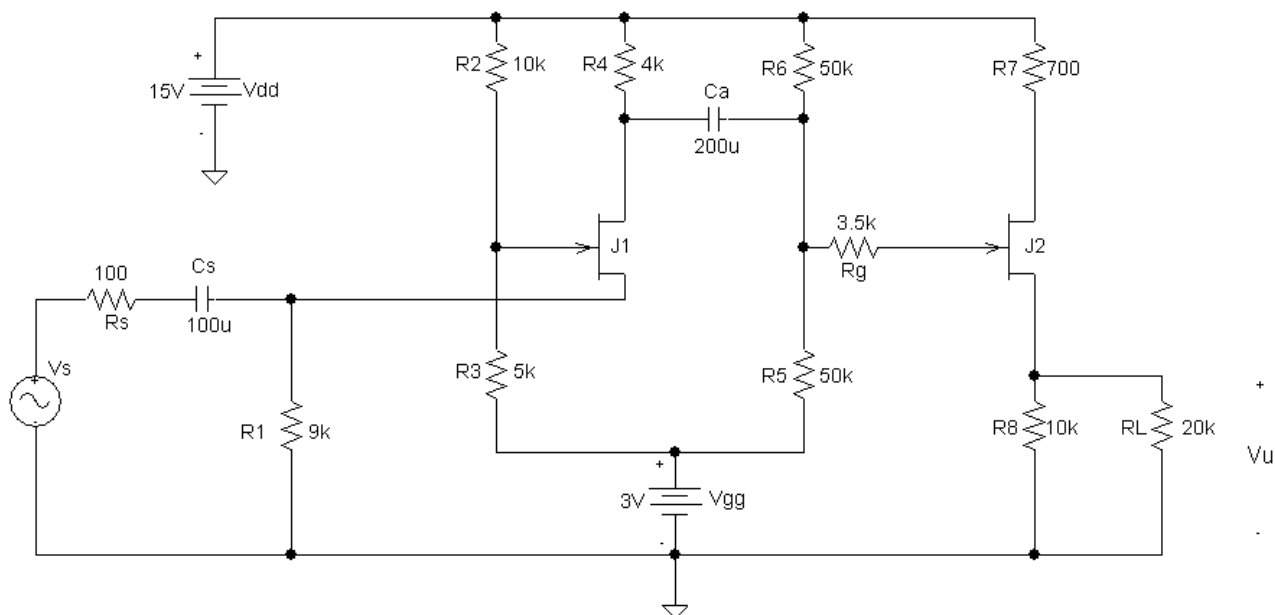 +
15V
Vdd
-
R2
10k
R4
4k
R6
50k
R7
700
Ca
200u
J1
3.5k
Rg
J2
100
Rs
Cs
100u
Vs
+
-
R1
9k
R3
5k
R5
50k
+
3V
Vgg
-
R8
10k
RL
20k
+
Vu
-